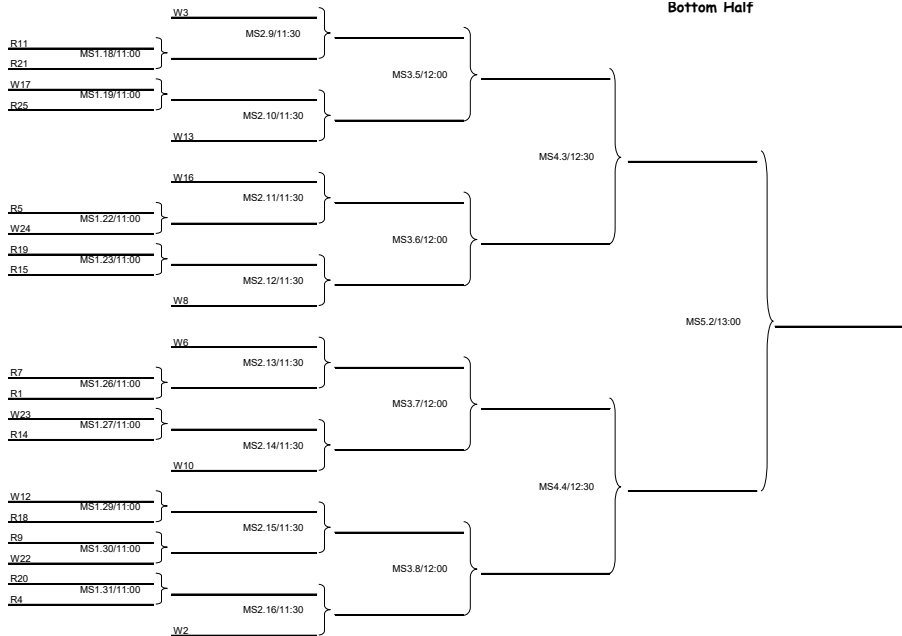 Bottom Half
W3
MS2.9/11:30
R11
MS1.18/11:00
R21
MS3.5/12:00
W17
MS1.19/11:00
R25
MS2.10/11:30
W13
MS4.3/12:30
W16
MS2.11/11:30
R5
MS1.22/11:00
W24
MS3.6/12:00
R19
MS1.23/11:00
R15
MS2.12/11:30
W8
MS5.2/13:00
W6
MS2.13/11:30
R7
MS1.26/11:00
R1
MS3.7/12:00
W23
MS1.27/11:00
R14
MS2.14/11:30
W10
MS4.4/12:30
W12
MS1.29/11:00
R18
MS2.15/11:30
R9
MS1.30/11:00
W22
MS3.8/12:00
R20
MS1.31/11:00
R4
MS2.16/11:30
W2